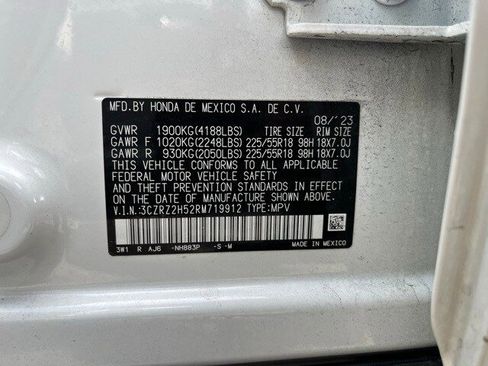 MFD.BY HONDA DE MEXICO S.A. DE C.V.
08/'23
GVWR 1900KG(4188LBS) TIRE SIZE RIM SIZE
GAWR F 1020KG(2248LBS) 225/55R18 98H 18X7.0J
GAWR R 930KG(2050LBS) 225/55R18 98H 18X7.0J
THIS VEHICLE CONFORMS TO ALL APPLICABLE
FEDERAL MOTOR VEHICLE SAFETY AND THEFT
PREVENTION STANDARDS IN EFFECT ON THE DATE
OF MANUFACTURE SHOWN ABOVE.
V.I.N.:3CZRZ2H52RM719912 TYPE:MPV
3W1 R AJ6 -NH883P -S -M
MADE IN MEXICO